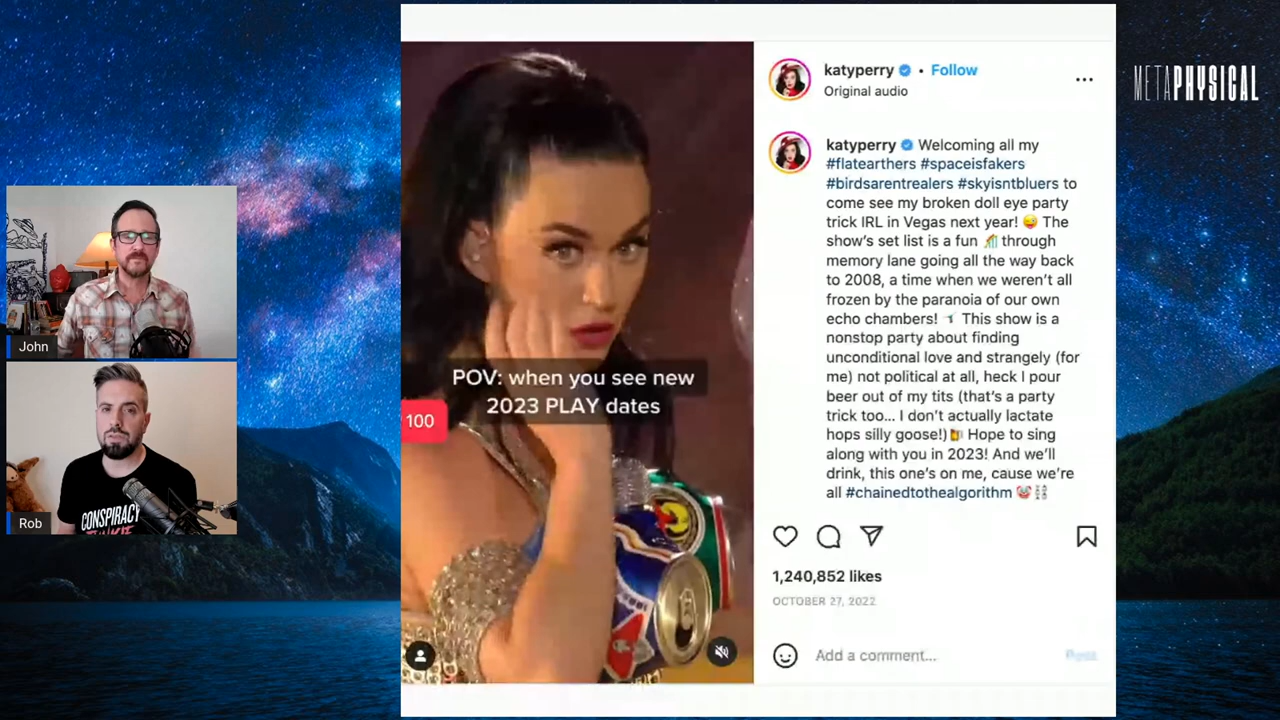 METAPHYSICAL
John
Rob
CONSPIRACY
POV: when you see new
2023 PLAY dates
100
katyperry • Follow
Original audio
katyperry Welcoming all my
#flatearthers #spaceisfakers
#birdsarentrealers #skyisntbluers to
come see my broken doll eye party
trick IRL in Vegas next year! 😜 The
show's set list is a fun 🎢 through
memory lane going all the way back
to 2008, a time when we weren't all
frozen by the paranoia of our own
echo chambers! This show is a
nonstop party about finding
unconditional love and strangely (for
me) not political at all, heck I pour
beer out of my tits (that's a party
trick too... I don't actually lactate
hops silly goose!)🍺 Hope to sing
along with you in 2023! And we'll
drink, this one's on me, cause we're
all #chainedtothealgorithm 🤡⛓
1,240,852 likes
OCTOBER 27, 2022
Add a comment...
Post